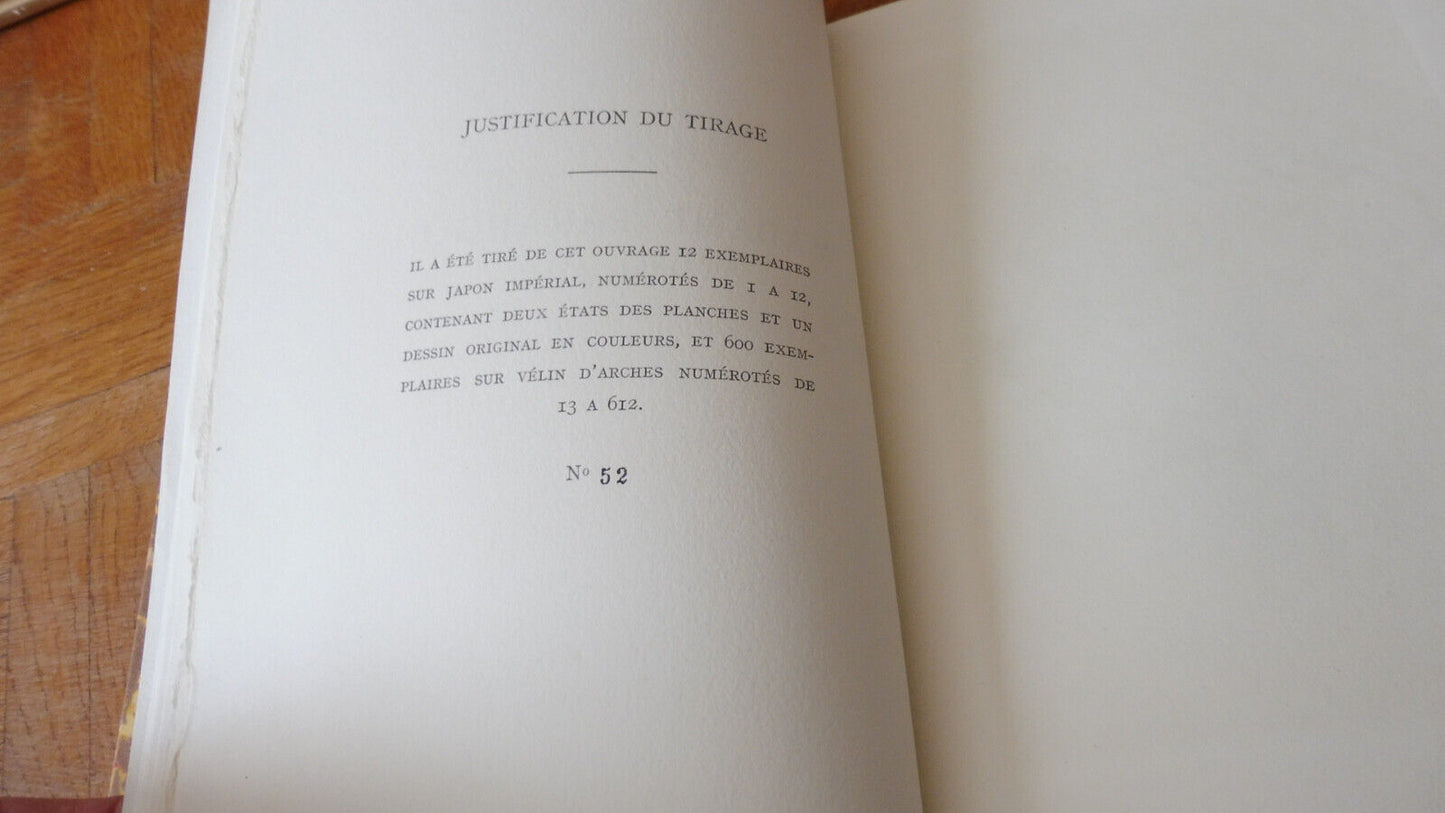 JUSTIFICATION DU TIRAGE
IL A ÉTÉ TIRÉ DE CET OUVRAGE 12 EXEMPLAIRES
SUR JAPON IMPÉRIAL, NUMÉROTÉS DE 1 A 12,
CONTENANT DEUX ÉTATS DES PLANCHES ET UN
DESSIN ORIGINAL EN COULEURS, ET 600 EXEM-
PLAIRES SUR VÉLIN D'ARCHES NUMÉROTÉS DE
13 A 612.
Nº 52